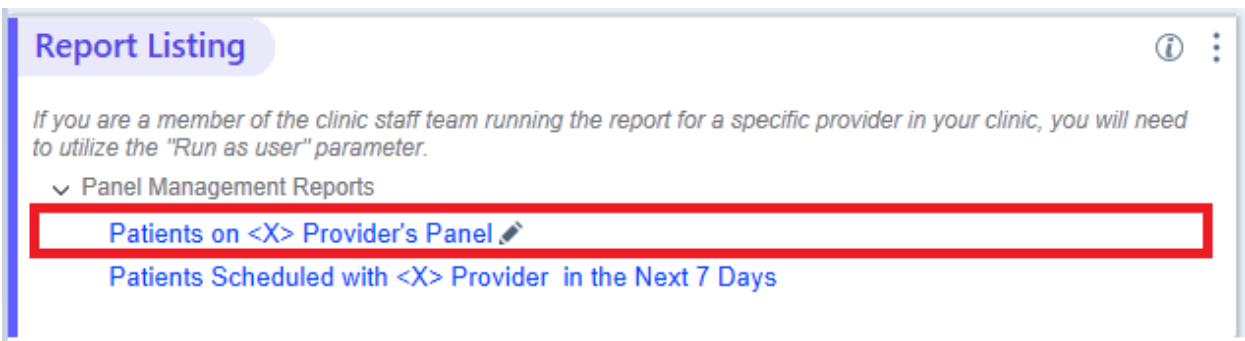 Report Listing
If you are a member of the clinic staff team running the report for a specific provider in your clinic, you will need
to utilize the "Run as user" parameter.
Panel Management Reports
Patients on <X> Provider's Panel
Patients Scheduled with <X> Provider  in the Next 7 Days